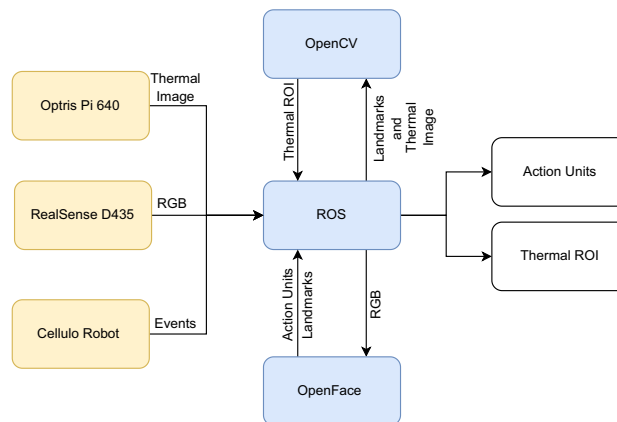 OpenCV
Thermal
Image
Optris Pi 640
Thermal ROI
Landmarks
and
Thermal
Image
Action Units
RealSense D435
RGB
ROS
Thermal ROI
Cellulo Robot
Events
Action Units
Landmarks
RGB
OpenFace